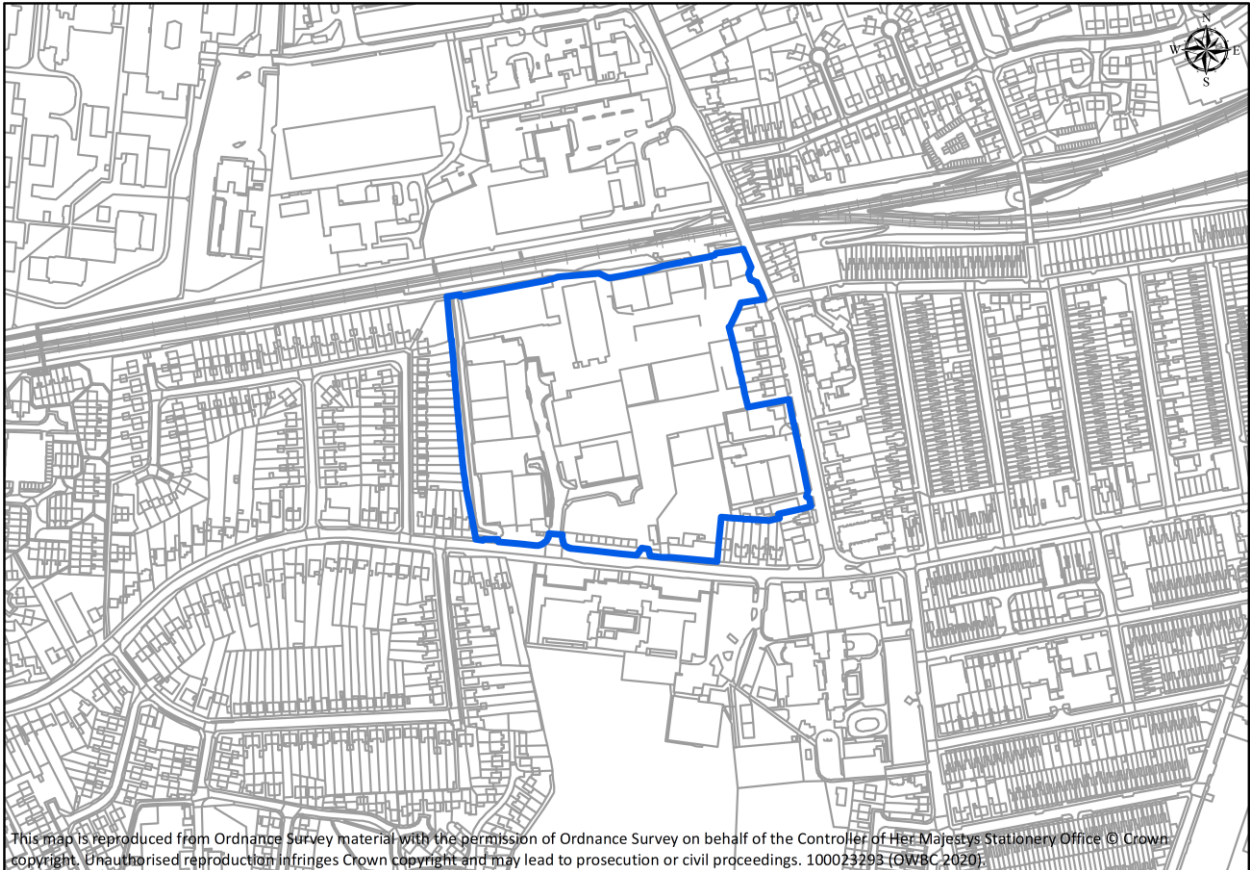 N
W E
S
This map is reproduced from Ordnance Survey material with the permission of Ordnance Survey on behalf of the Controller of Her Majestys Stationery Office © Crown
copyright. Unauthorised reproduction infringes Crown copyright and may lead to prosecution or civil proceedings. 100023293 (OWBC 2020).